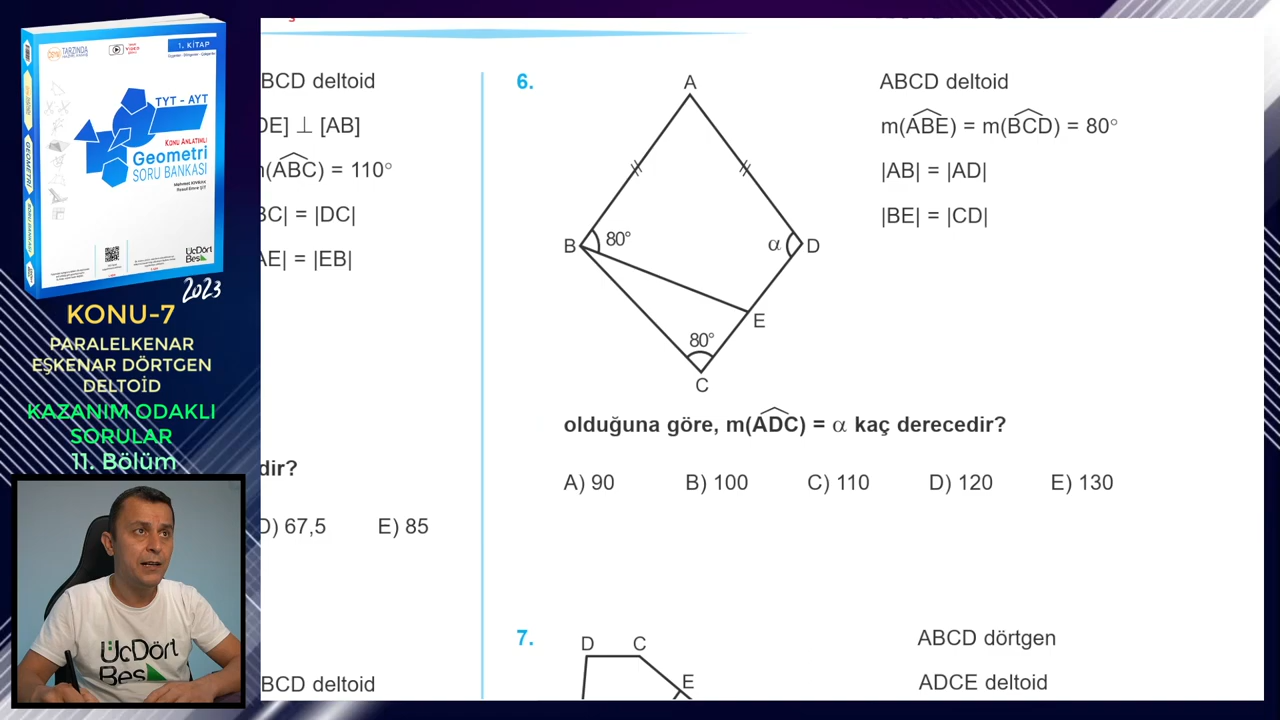 TARZINDA
1. KİTAP
TYT - AYT
KONU ANLATIMLI
Geometri
SORU BANKASI
ÜçDört
Beş
2023
KONU-7
PARALELKENAR
EŞKENAR DÖRTGEN
DELTOİD
KAZANIM ODAKLI
SORULAR
11. Bölüm
ÜçDört
Beş
BCD deltoid
DE] ⊥ [AB]
m(ABC) = 110°
BC| = |DC|
AE| = |EB|
dir?
D) 67,5 E) 85
BCD deltoid
6.
A
B
80°
α
D
E
80°
C
ABCD deltoid
m(ABE) = m(BCD) = 80°
|AB| = |AD|
|BE| = |CD|
olduğuna göre, m(ADC) = α kaç derecedir?
A) 90 B) 100 C) 110 D) 120 E) 130
7.
D C
E
ABCD dörtgen
ADCE deltoid